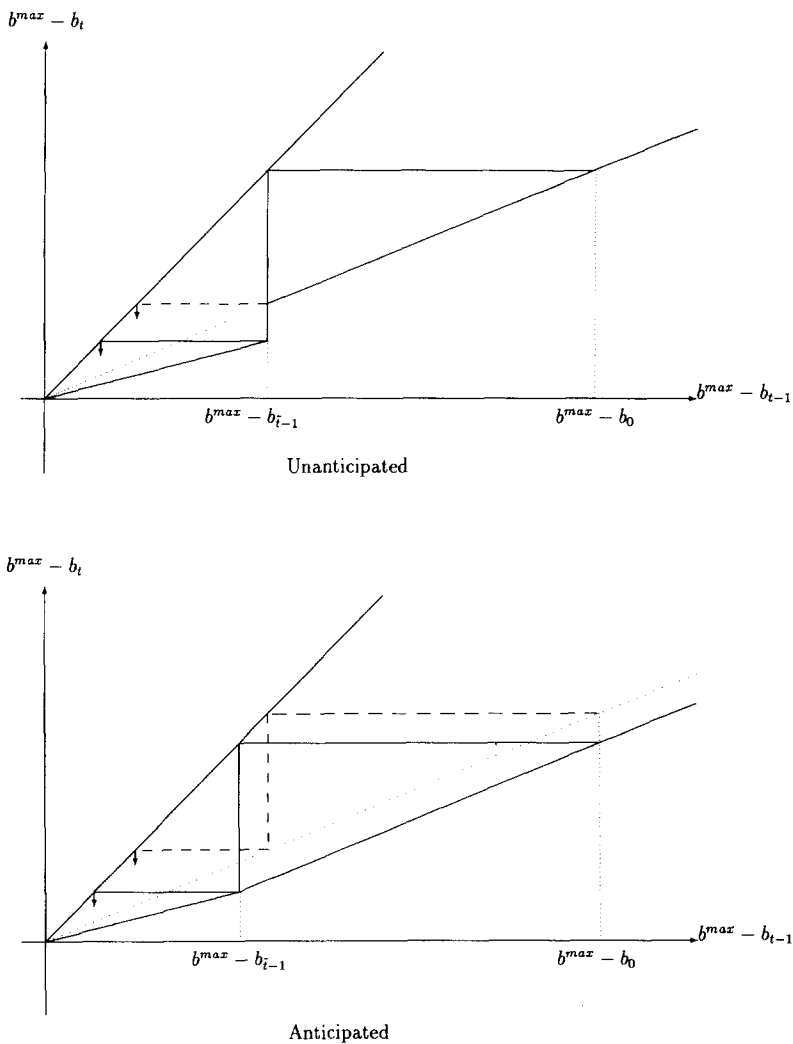 b^{max} − b_t
b^{max} − b_{t−1}
b^{max} − b_{t̄−1} b^{max} − b_0
Unanticipated
b^{max} − b_t
b^{max} − b_{t−1}
b^{max} − b_{t̄−1} b^{max} − b_0
Anticipated